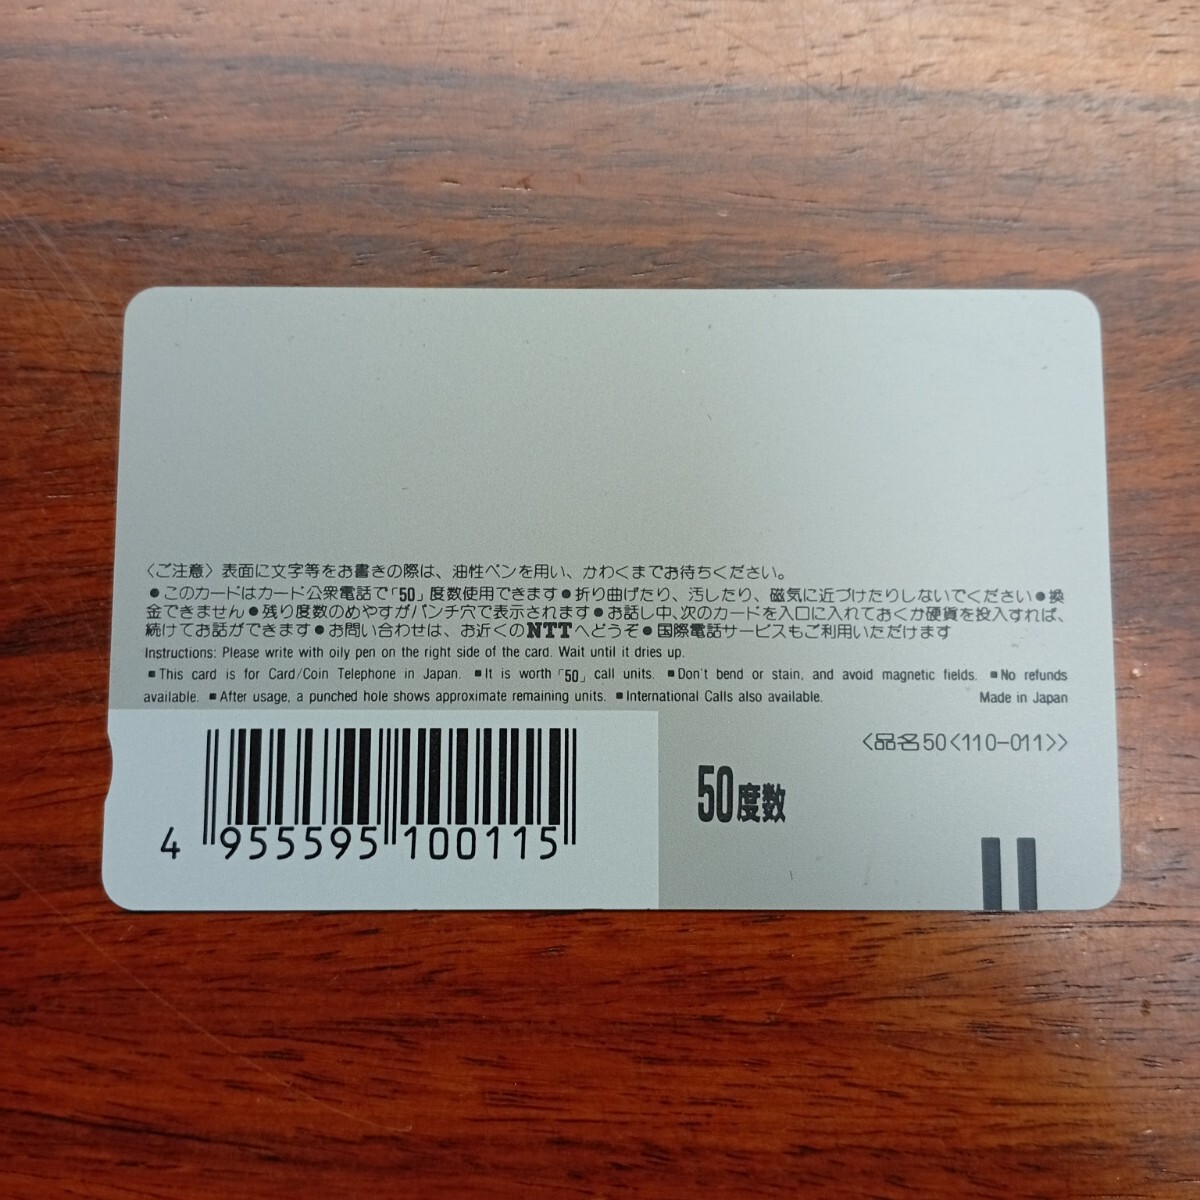 〈ご注意〉表面に文字等をお書きの際は、油性ペンを用い、かわくまでお待ちください。
●このカードはカード公衆電話で「50」度数使用できます●折り曲げたり、汚したり、磁気に近づけたりしないでください●換
金できません●残り度数のめやすがパンチ穴で表示されます●お話し中、次のカードを入口に入れておくか硬貨を投入すれば、
続けてお話ができます●お問い合わせは、お近くのNTTへどうぞ●国際電話サービスもご利用いただけます
Instructions: Please write with oily pen on the right side of the card. Wait until it dries up.
■This card is for Card/Coin Telephone in Japan. ■It is worth「50」call units. ■Don't bend or stain, and avoid magnetic fields. ■No refunds
available. ■After usage, a punched hole shows approximate remaining units. ■International Calls also available. Made in Japan
〈品名50〈110-011〉〉
50度数
4 955595 100115